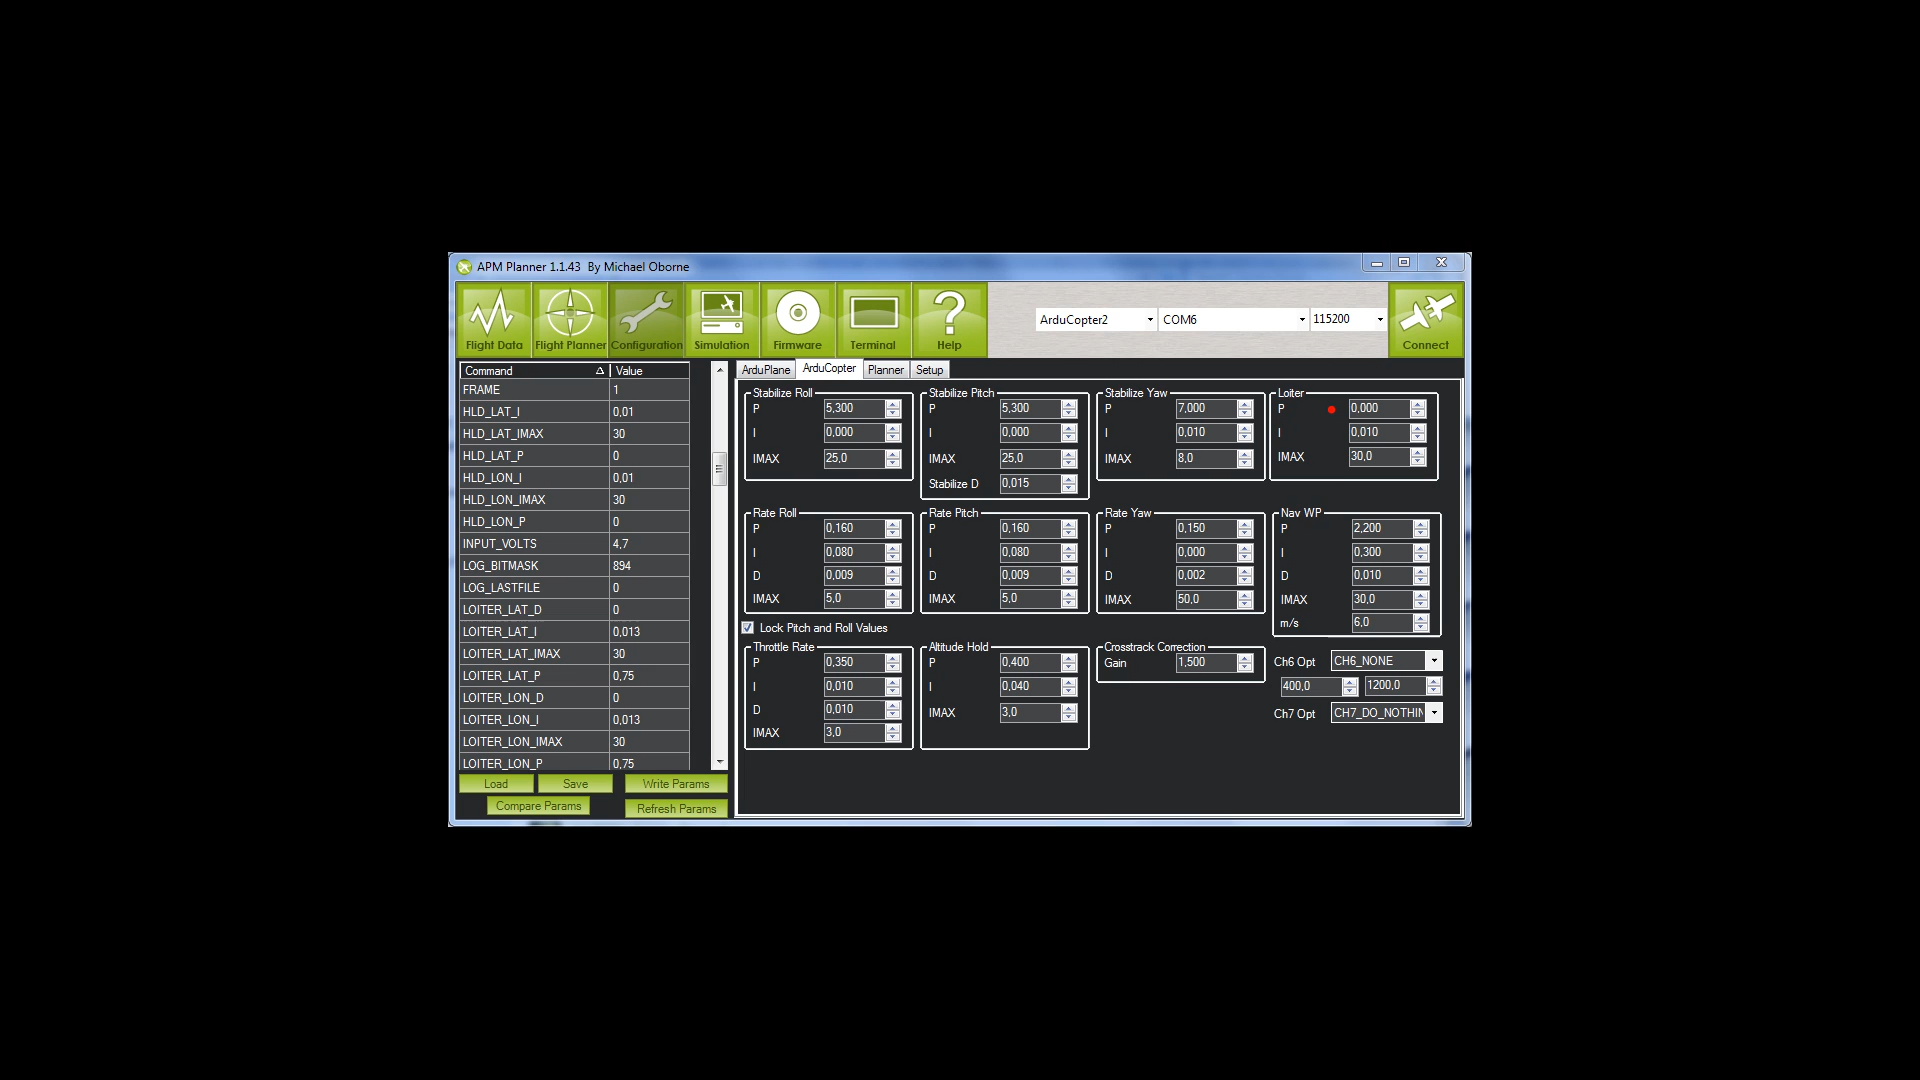 APM Planner 1.1.43  By Michael Oborne
Flight Data Flight Planner Configuration Simulation Firmware Terminal Help ArduCopter2 COM6 115200 Connect
Command Value
FRAME 1
HLD_LAT_I 0,01
HLD_LAT_IMAX 30
HLD_LAT_P 0
HLD_LON_I 0,01
HLD_LON_IMAX 30
HLD_LON_P 0
INPUT_VOLTS 4,7
LOG_BITMASK 894
LOG_LASTFILE 0
LOITER_LAT_D 0
LOITER_LAT_I 0,013
LOITER_LAT_IMAX 30
LOITER_LAT_P 0,75
LOITER_LON_D 0
LOITER_LON_I 0,013
LOITER_LON_IMAX 30
LOITER_LON_P 0,75
Load Save Write Params
Compare Params Refresh Params
ArduPlane ArduCopter Planner Setup
Stabilize Roll
P 5,300
I 0,000
IMAX 25,0
Stabilize Pitch
P 5,300
I 0,000
IMAX 25,0
Stabilize D 0,015
Stabilize Yaw
P 7,000
I 0,010
IMAX 8,0
Loiter
P 0,000
I 0,010
IMAX 30,0
Rate Roll
P 0,160
I 0,080
D 0,009
IMAX 5,0
Rate Pitch
P 0,160
I 0,080
D 0,009
IMAX 5,0
Rate Yaw
P 0,150
I 0,000
D 0,002
IMAX 50,0
Nav WP
P 2,200
I 0,300
D 0,010
IMAX 30,0
m/s 6,0
Lock Pitch and Roll Values
Throttle Rate
P 0,350
I 0,010
D 0,010
IMAX 3,0
Altitude Hold
P 0,400
I 0,040
IMAX 3,0
Crosstrack Correction
Gain 1,500
Ch6 Opt CH6_NONE
400,0 1200,0
Ch7 Opt CH7_DO_NOTHIN